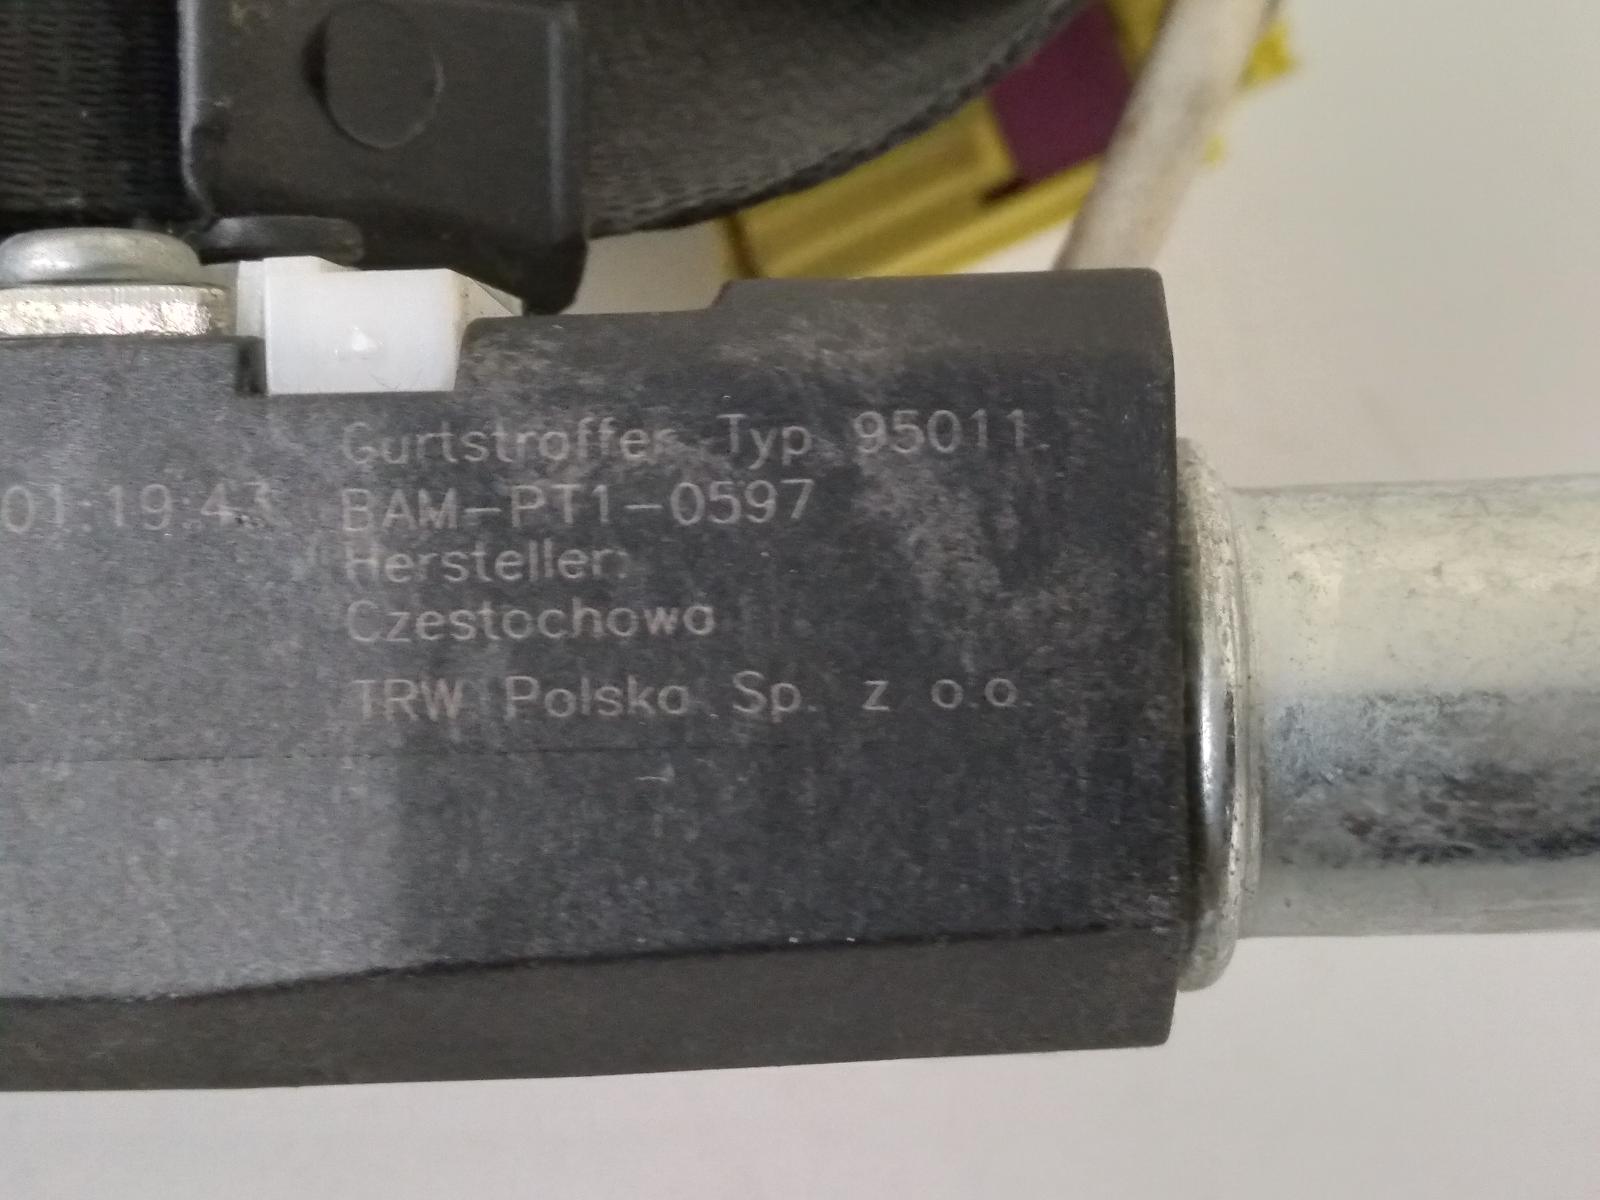 Gurtstraffer Typ 95011
01:19:43 BAM-PT1-0597
Hersteller:
Czestochowa
TRW Polska Sp. z o.o.